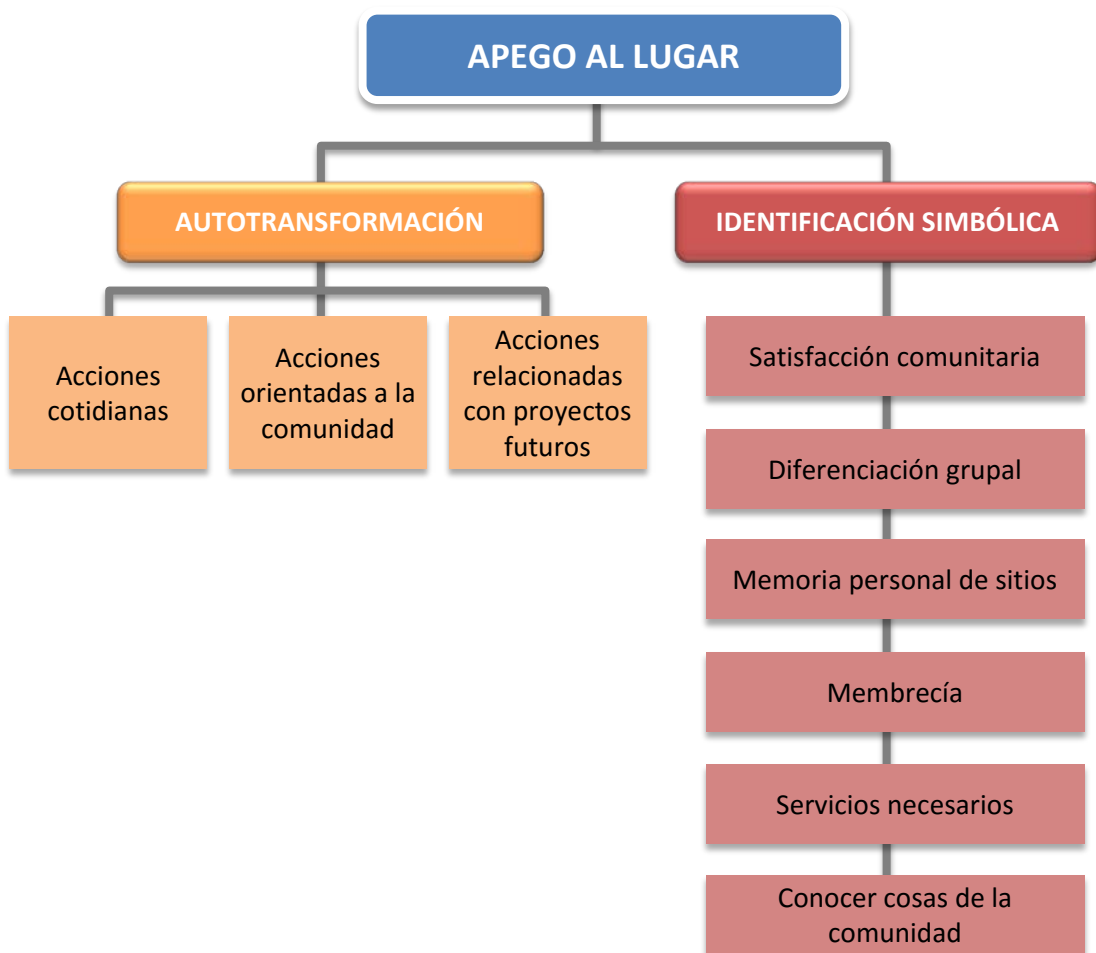 APEGO AL LUGAR
AUTOTRANSFORMACIÓN
IDENTIFICACIÓN SIMBÓLICA
Acciones
cotidianas
Acciones
orientadas a la
comunidad
Acciones
relacionadas
con proyectos
futuros
Satisfacción comunitaria
Diferenciación grupal
Memoria personal de sitios
Membrecía
Servicios necesarios
Conocer cosas de la
comunidad